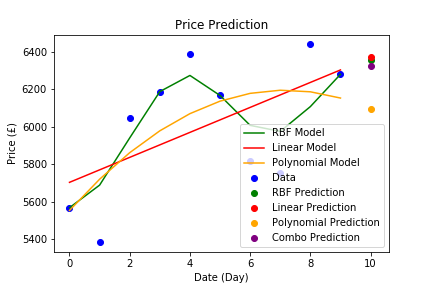 Price Prediction
6400
6200
6000
5800
5600
5400
Price (£)
RBF Model
Linear Model
Polynomial Model
Data
RBF Prediction
Linear Prediction
Polynomial Prediction
Combo Prediction
0 2 4 6 8 10
Date (Day)